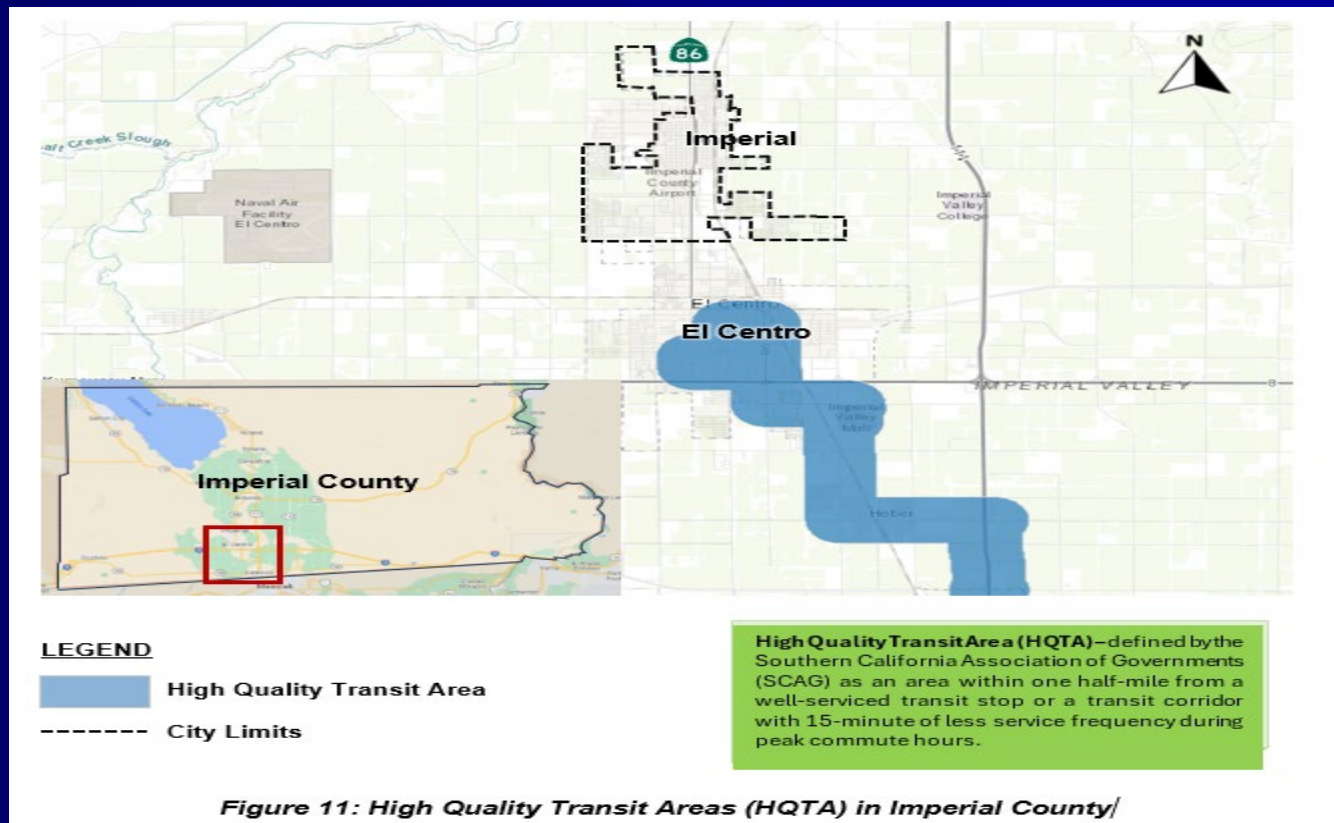 86
N
Imperial
Imperial
County
Airport
Naval Air
Facility
El Centro
Imperial
Valley
College
El Centro
El Centro
IMPERIAL VALLEY
8
Imperial
Valley
Mall
Heber
Imperial County
LEGEND
High Quality Transit Area
City Limits
High Quality Transit Area (HQTA) – defined by the
Southern California Association of Governments
(SCAG) as an area within one half-mile from a
well-serviced transit stop or a transit corridor
with 15-minute of less service frequency during
peak commute hours.
Figure 11: High Quality Transit Areas (HQTA) in Imperial County